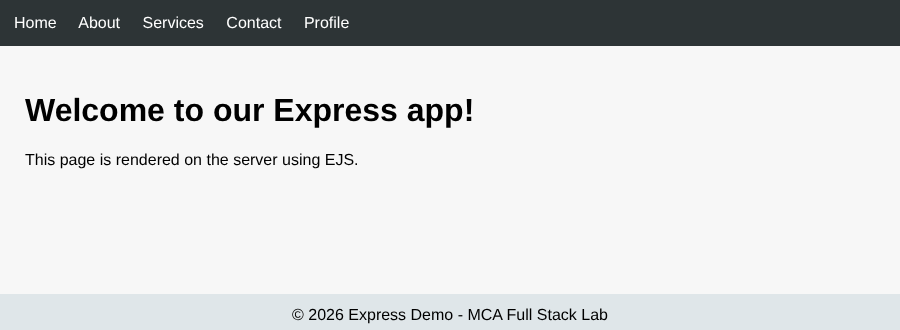 Home About Services Contact Profile
Welcome to our Express app!
This page is rendered on the server using EJS.
© 2026 Express Demo - MCA Full Stack Lab